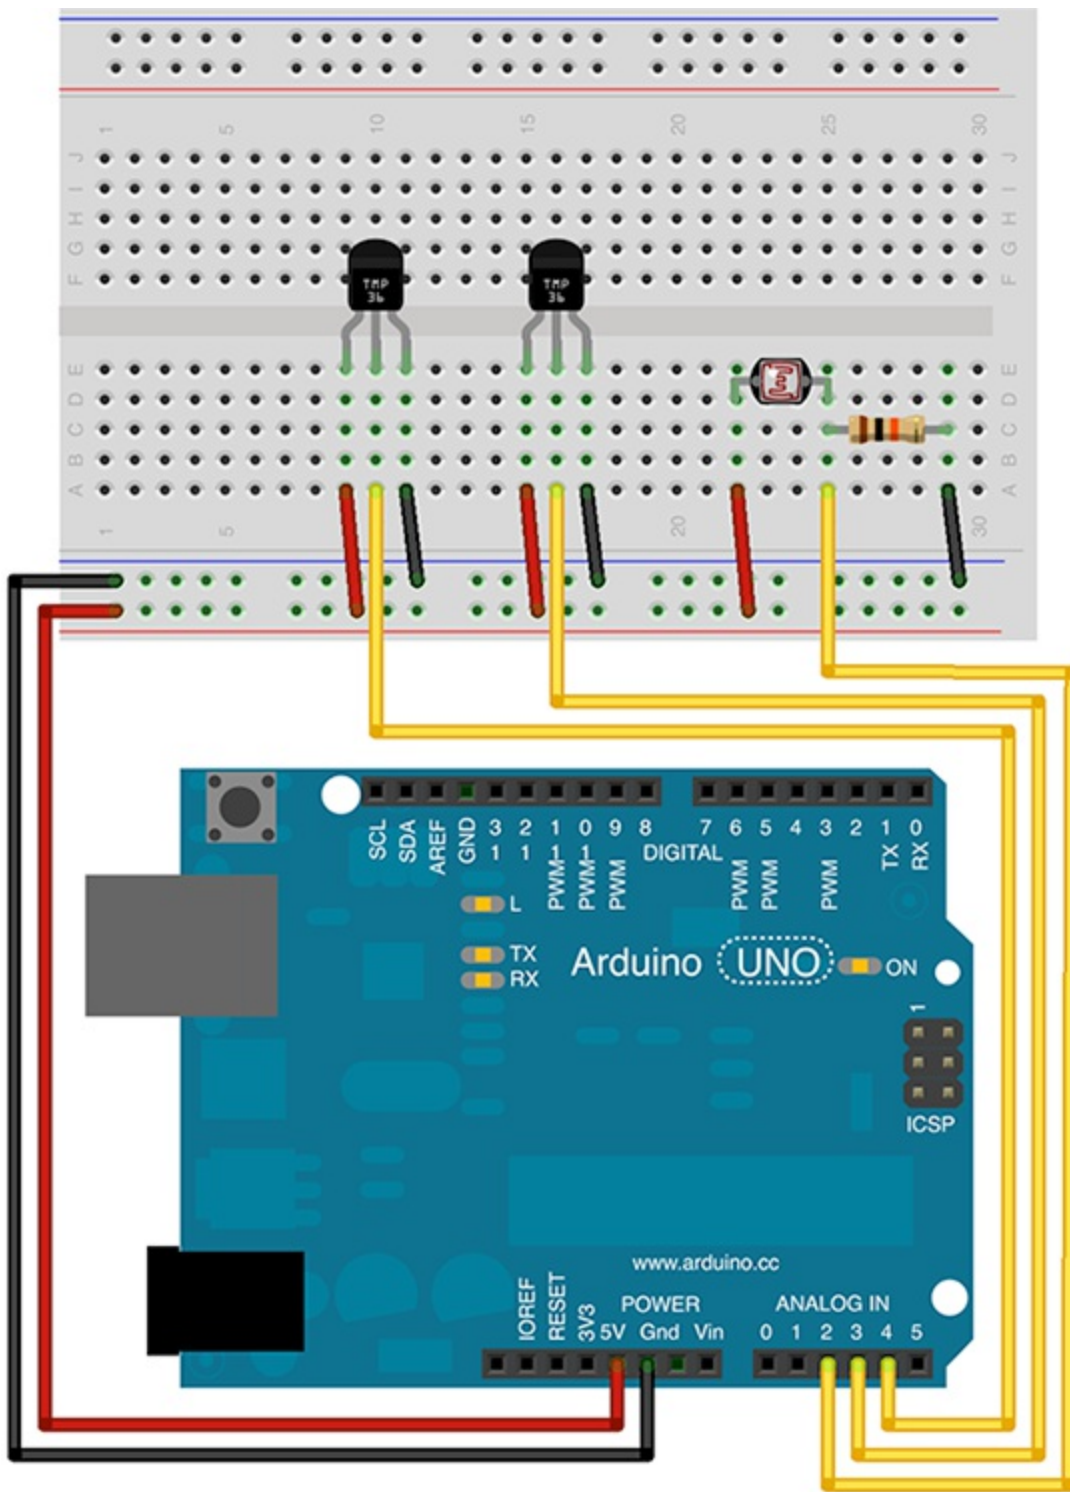 1 5 10 15 20 25 30
J J
I I
H H
G G
F F
TMP 36
TMP 36
E E
D D
C C
B B
A A
1 5 20 30
SCL SDA AREF GND 13 12 PWM 11 PWM 10 PWM 9 8 7 PWM 6 PWM 5 4 PWM 3 2 TX 1 RX 0
DIGITAL
L
TX
RX
Arduino UNO
ON
1
ICSP
www.arduino.cc
POWER ANALOG IN
IOREF RESET 3V3 5V Gnd Vin 0 1 2 3 4 5